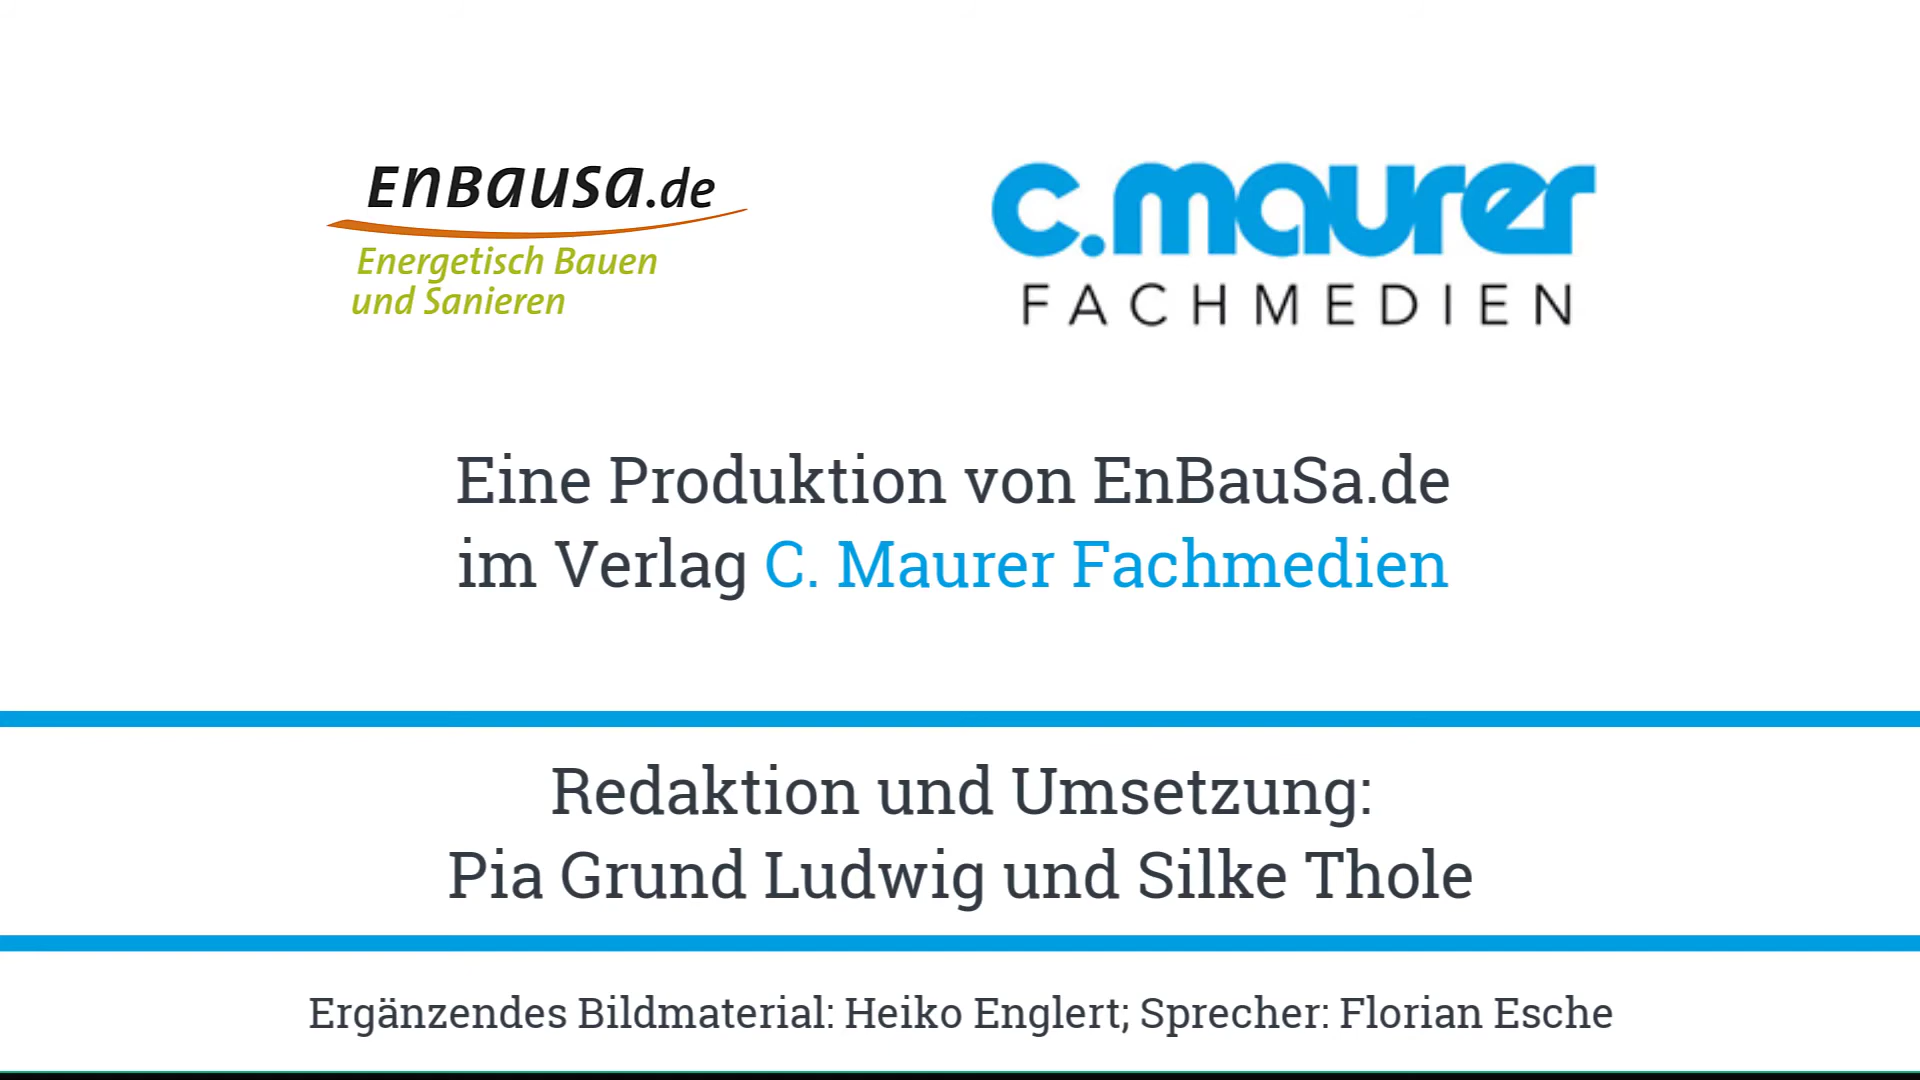 EnBauSa.de
Energetisch Bauen
und Sanieren
c.maurer
FACHMEDIEN
Eine Produktion von EnBauSa.de
im Verlag C. Maurer Fachmedien
Redaktion und Umsetzung:
Pia Grund Ludwig und Silke Thole
Ergänzendes Bildmaterial: Heiko Englert; Sprecher: Florian Esche